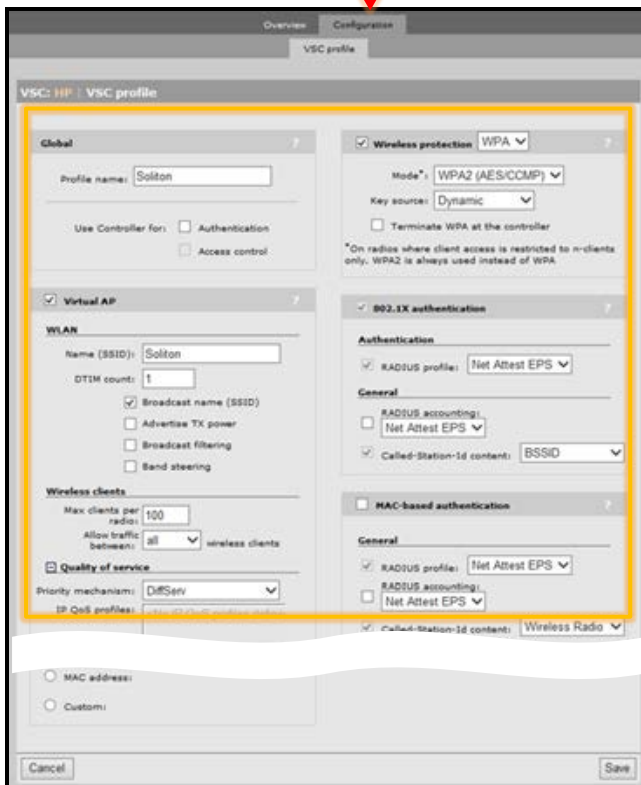 Overview Configuration
VSC profile
VSC: HP | VSC profile
Global ?
Profile name: Soliton
Use Controller for: Authentication
Access control
Virtual AP ?
WLAN
Name (SSID): Soliton
DTIM count: 1
Broadcast name (SSID)
Advertise TX power
Broadcast filtering
Band steering
Wireless clients
Max clients per
radio: 100
Allow traffic
between: all wireless clients
Quality of service
Priority mechanism: DiffServ
IP QoS profiles:
MAC address:
Custom:
Wireless protection WPA ?
Mode*: WPA2 (AES/CCMP)
Key source: Dynamic
Terminate WPA at the controller
*On radios where client access is restricted to n-clients
only, WPA2 is always used instead of WPA
802.1X authentication ?
Authentication
RADIUS profile: Net Attest EPS
General
RADIUS accounting:
Net Attest EPS
Called-Station-Id content: BSSID
MAC-based authentication ?
General
RADIUS profile: Net Attest EPS
RADIUS accounting:
Net Attest EPS
Called-Station-Id content: Wireless Radio
Cancel Save